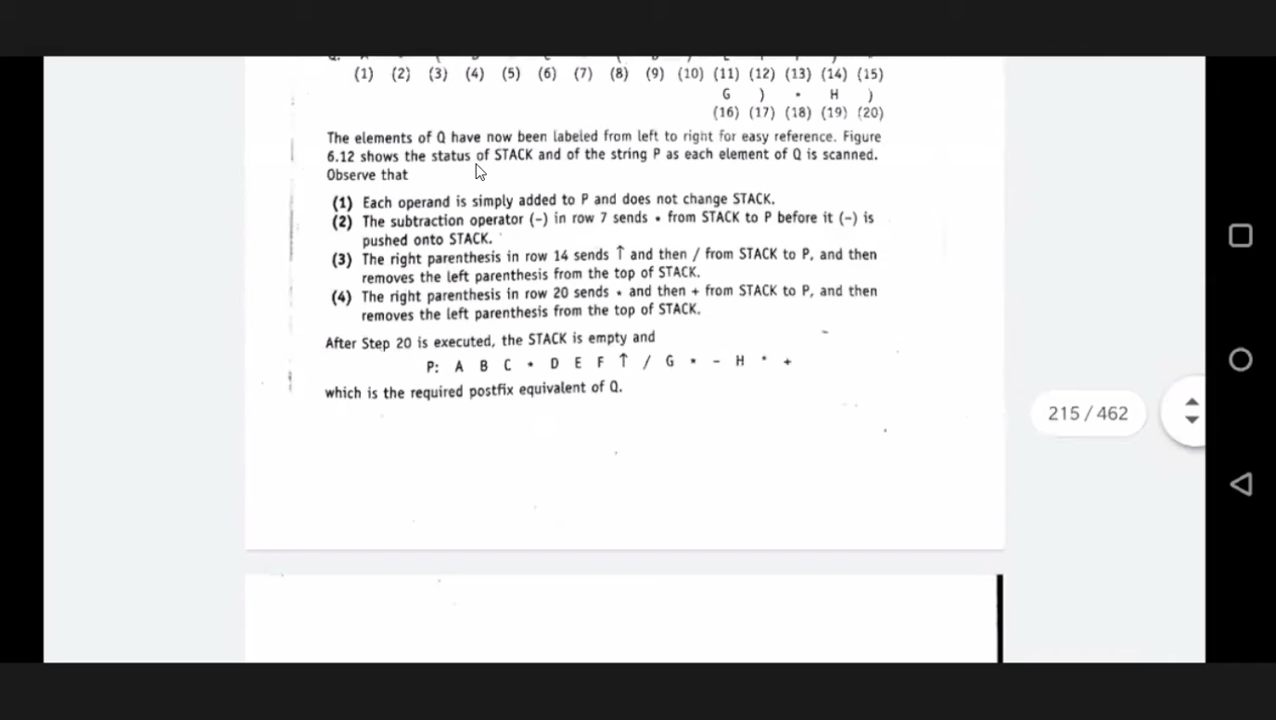 (1) (2) (3) (4) (5) (6) (7) (8) (9) (10) (11) (12) (13) (14) (15)
G ) * H )
(16) (17) (18) (19) (20)
The elements of Q have now been labeled from left to right for easy reference. Figure
6.12 shows the status of STACK and of the string P as each element of Q is scanned.
Observe that
(1) Each operand is simply added to P and does not change STACK.
(2) The subtraction operator (−) in row 7 sends * from STACK to P before it (−) is
pushed onto STACK.
(3) The right parenthesis in row 14 sends ↑ and then / from STACK to P, and then
removes the left parenthesis from the top of STACK.
(4) The right parenthesis in row 20 sends * and then + from STACK to P, and then
removes the left parenthesis from the top of STACK.
After Step 20 is executed, the STACK is empty and
P: A B C * D E F ↑ / G * − H * +
which is the required postfix equivalent of Q.
215 / 462